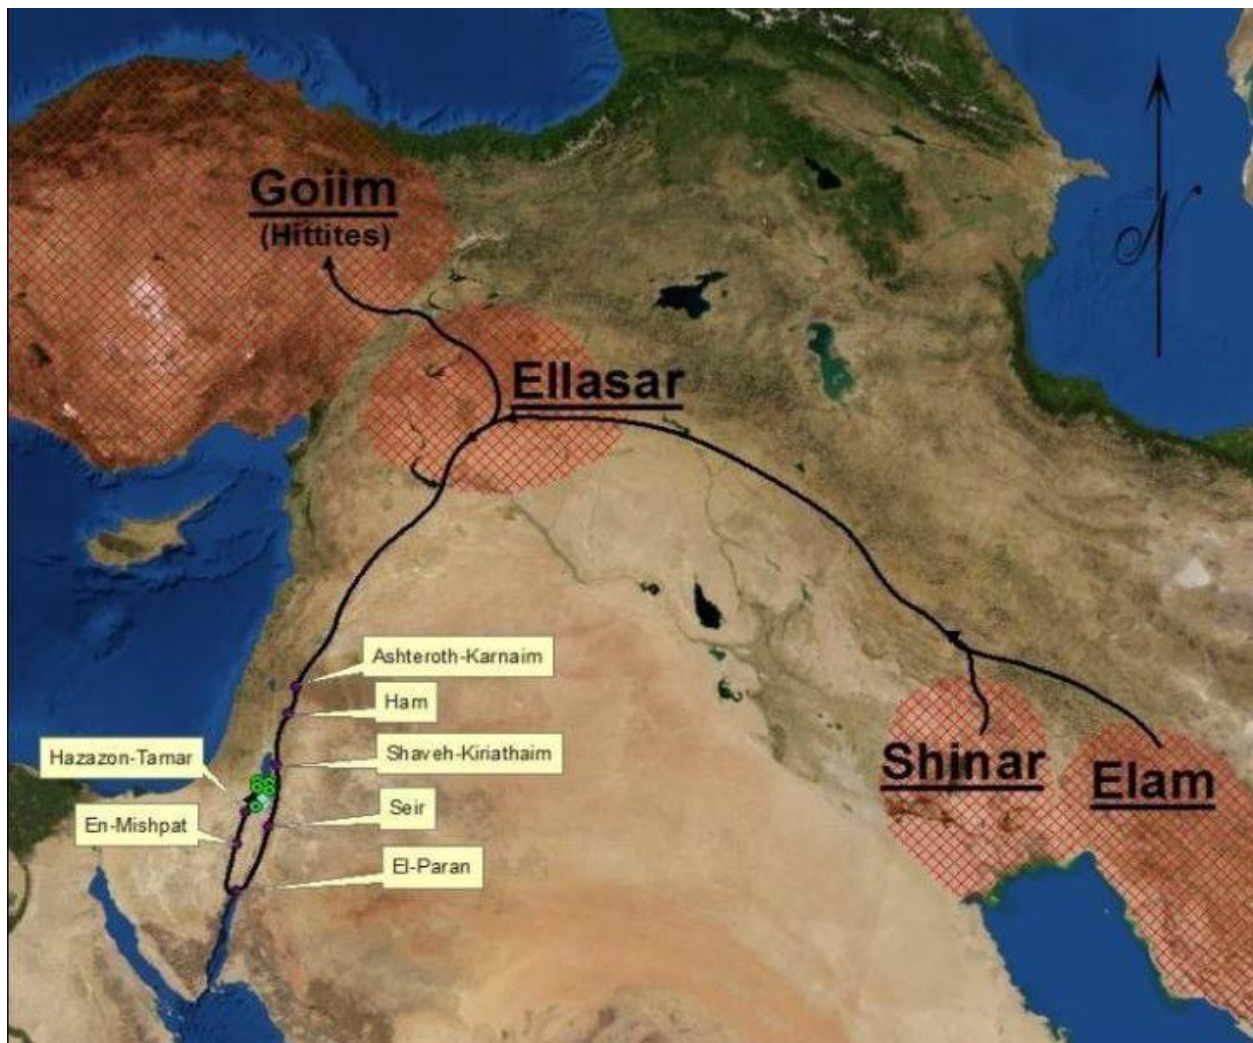 Goiim
(Hittites)
N
Ellasar
Ashteroth-Karnaim
Ham
Hazazon-Tamar
Shaveh-Kiriathaim
Shinar
Elam
En-Mishpat
Seir
El-Paran